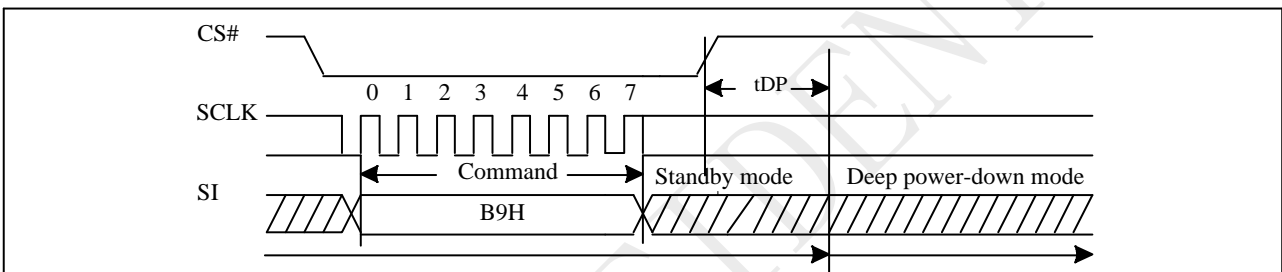 CS#
tDP
0 1 2 3 4 5 6 7
SCLK
Command
Standby mode
Deep power-down mode
SI
B9H